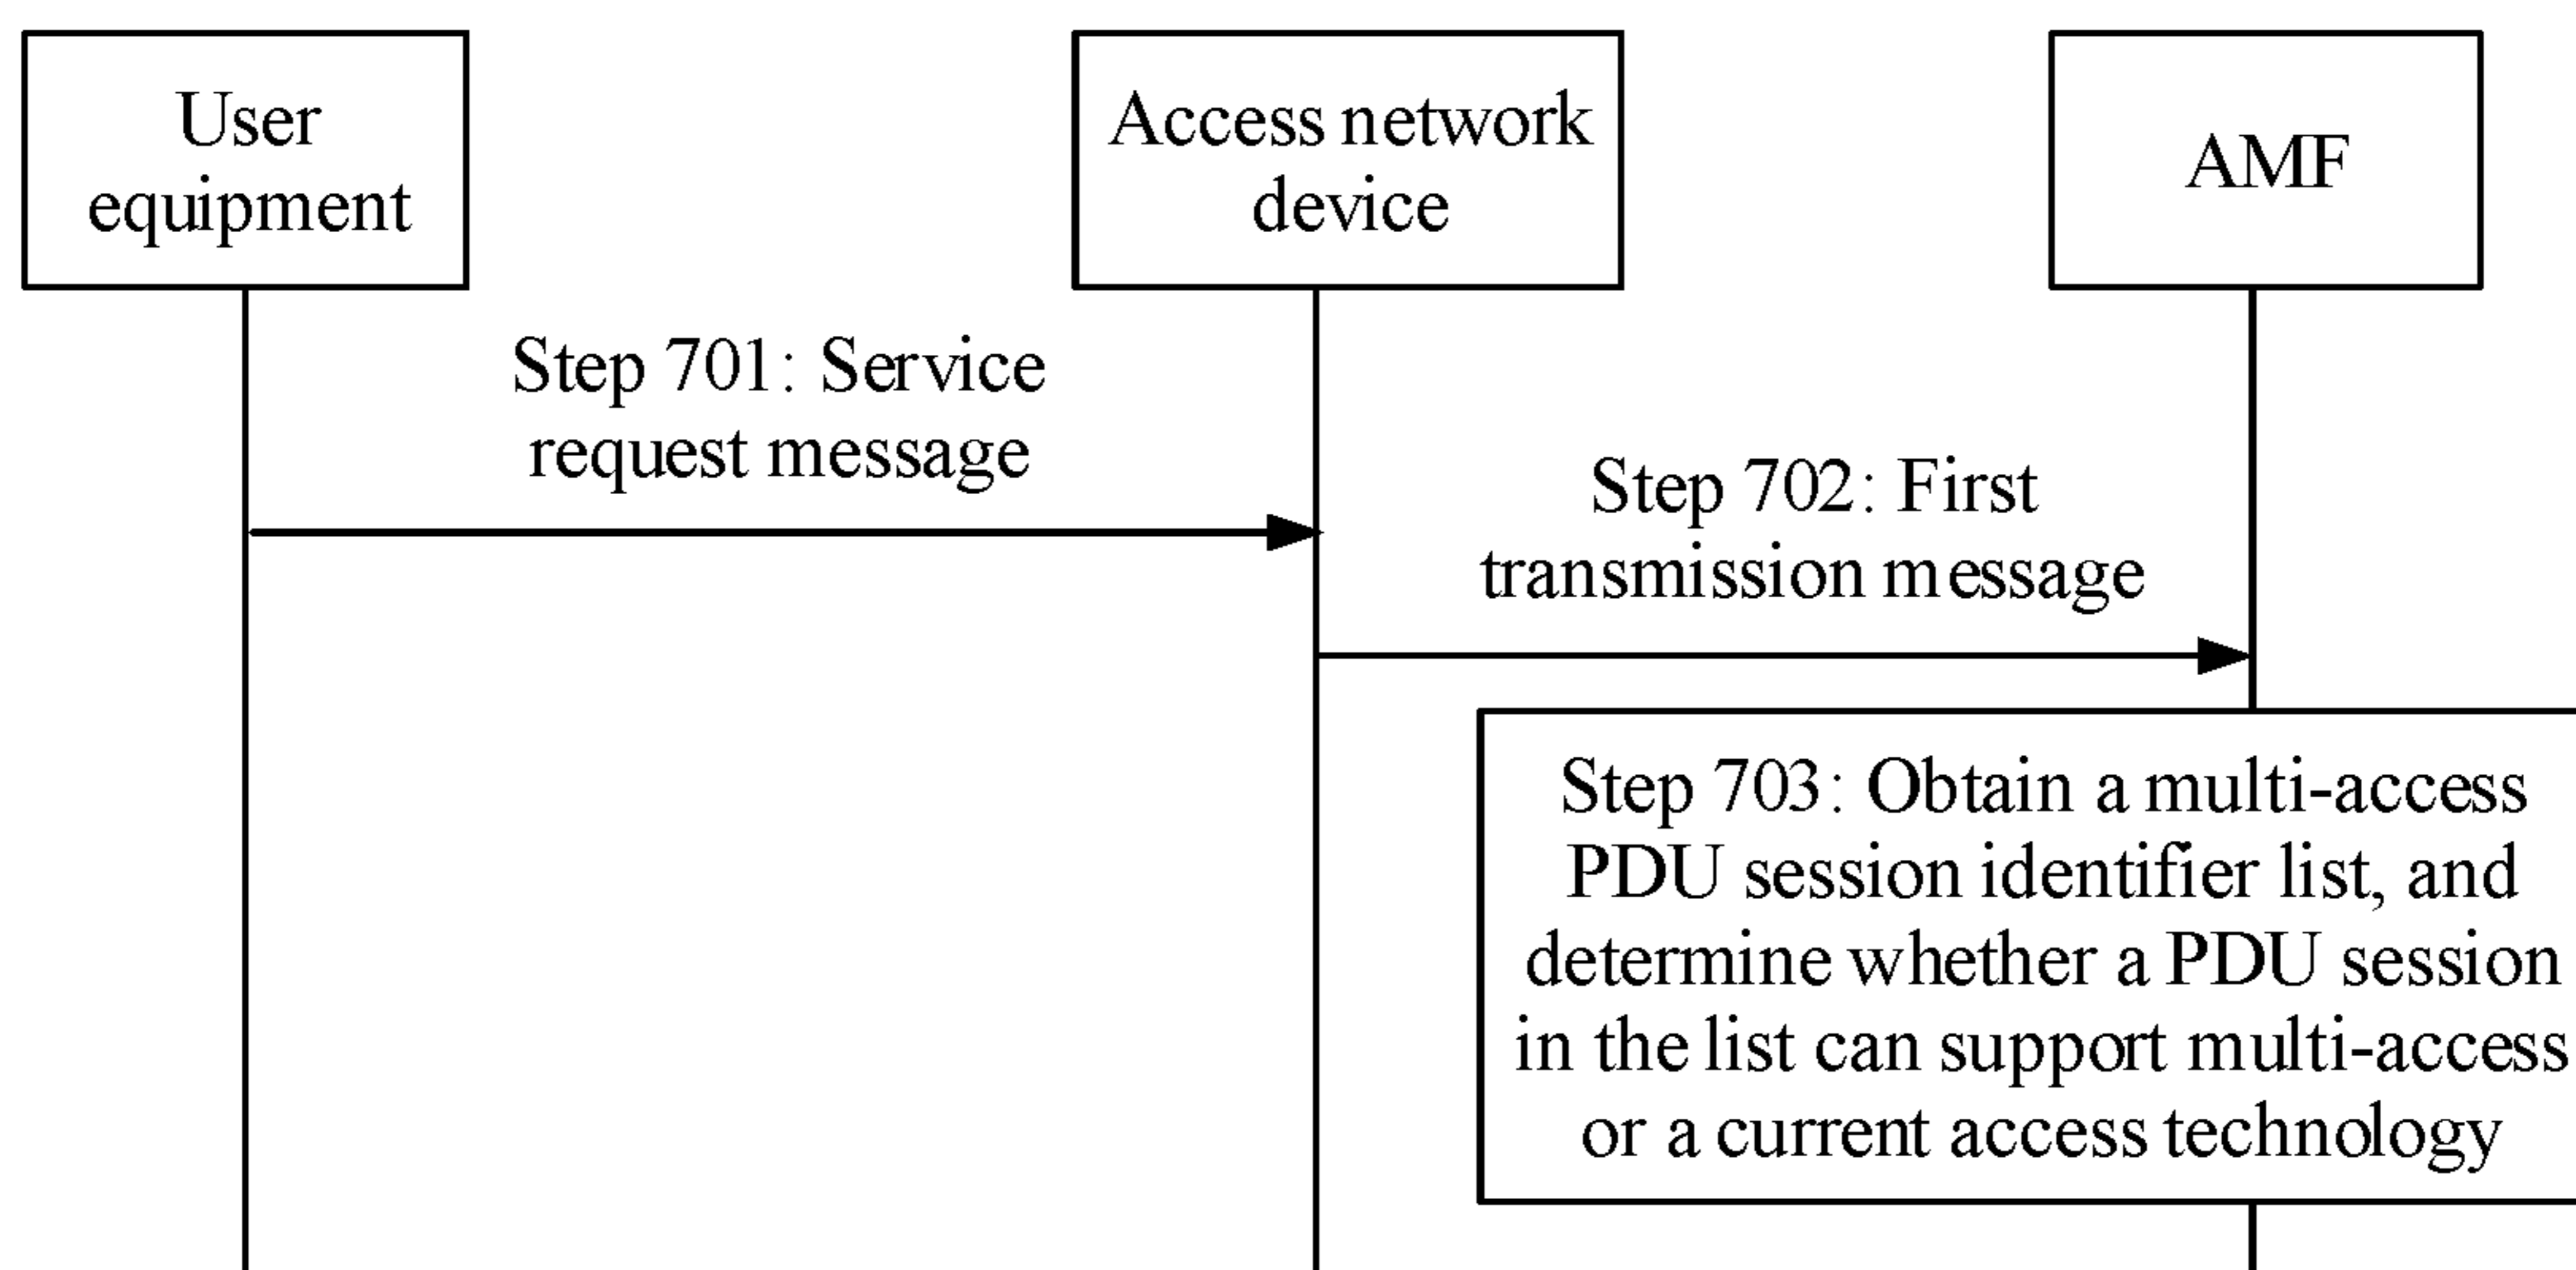 User
equipment
Access network
device
AMF
Step 701: Service
request message
Step 702: First
transmission message
Step 703: Obtain a multi-access
PDU session identifier list, and
determine whether a PDU session
in the list can support multi-access
or a current access technology